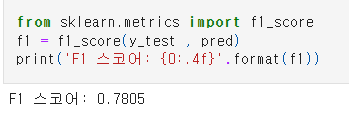 from sklearn.metrics import f1_score
f1 = f1_score(y_test , pred)
print('F1 스코어: {0:.4f}'.format(f1))
F1 스코어: 0.7805